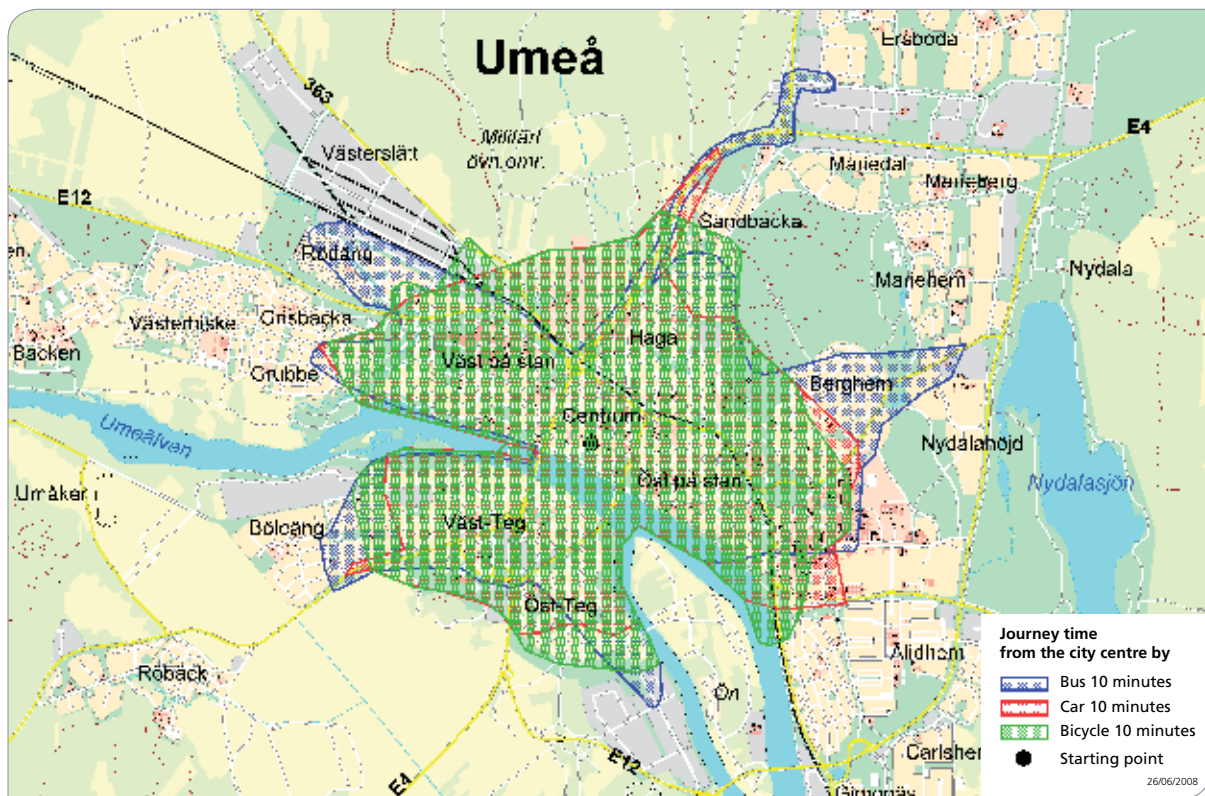 Umeå
Ersboda
363
Militärt
övn.omr.
E4
Västerslätt
Mariedal
Marieberg
E12
Sandbacka
Rödäng
Nydala
Mariehem
Västerhiske
Grisbacka
Haga
Backen
Väst på stan
Grubbe
Berghem
Centrum
Umeälven
Nydalahöjd
Öst på stan
Nydalasjön
Umåker
Böleäng
Väst-Teg
Öst-Teg
Journey time
from the city centre by
Bus 10 minutes
Car 10 minutes
Bicycle 10 minutes
Starting point
26/06/2008
Röbäck
Ålidhem
Ön
E12
E4